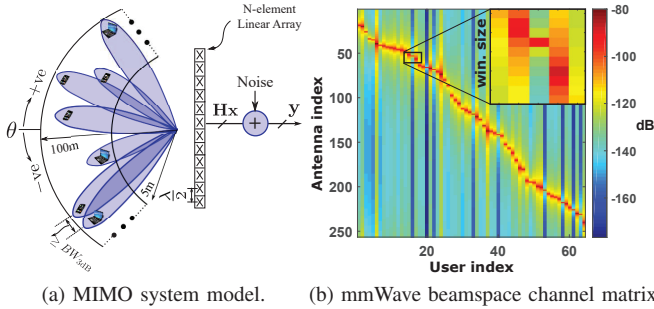 N-element
Linear Array
+ve
θ
−ve
100m
5m
≥ BW3dB
λ
2
Hx
Noise
+
y
(a) MIMO system model.
50
100
150
200
250
20
40
60
Antenna index
User index
win. size
-80
-100
-120
-140
-160
dB
(b) mmWave beamspace channel matrix